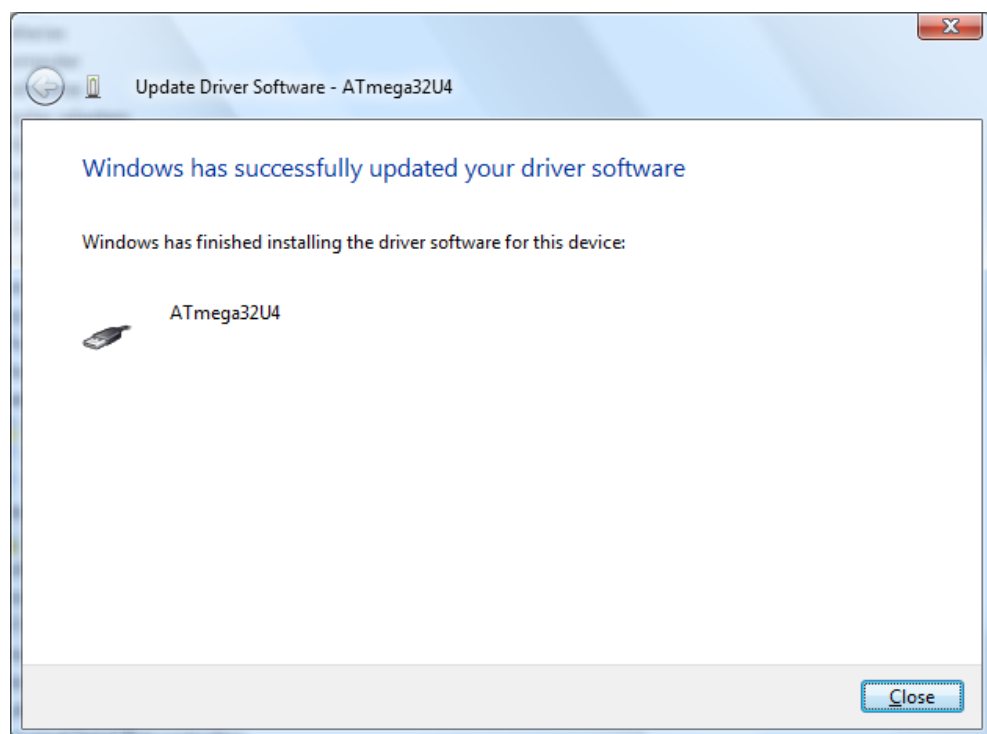 Update Driver Software - ATmega32U4
Windows has successfully updated your driver software
Windows has finished installing the driver software for this device:
ATmega32U4
Close